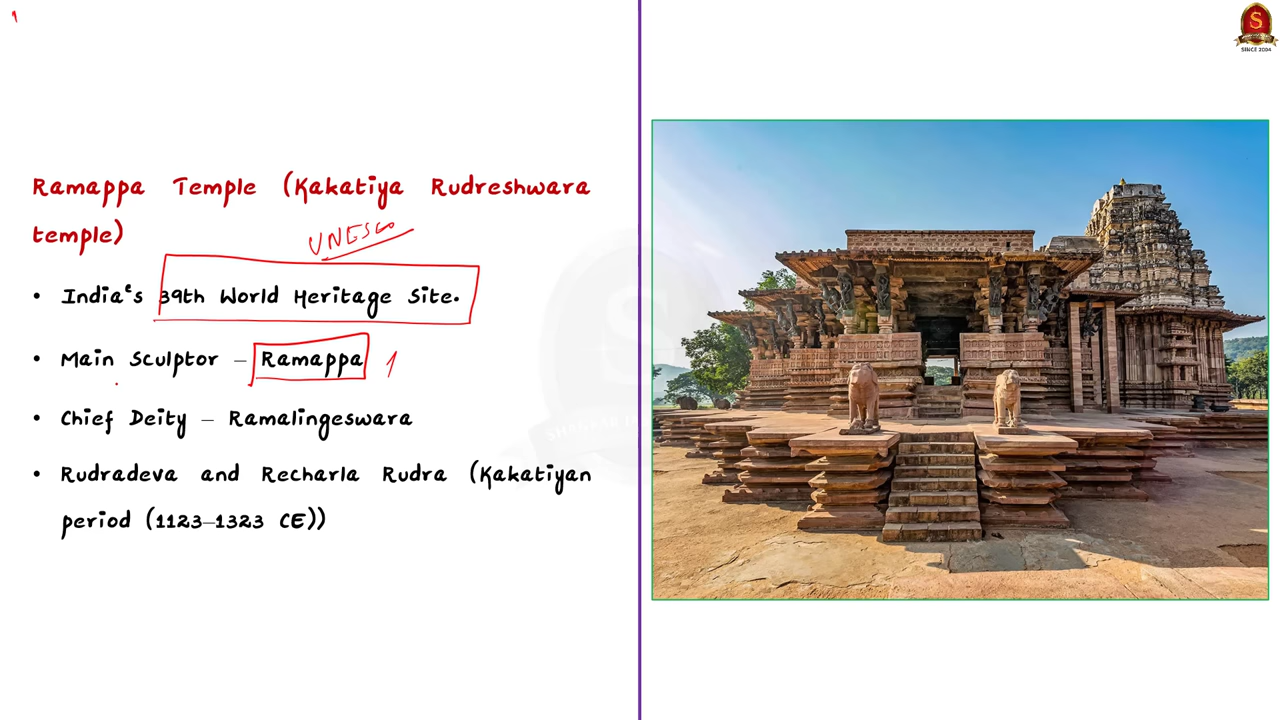 Ramappa Temple (Kakatiya Rudreshwara
temple)
UNESCO
• India's 39th World Heritage Site.
• Main Sculptor – Ramappa 1
• Chief Deity – Ramalingeswara
• Rudradeva and Recharla Rudra (Kakatiyan
period (1123–1323 CE))
S
SINCE 2004